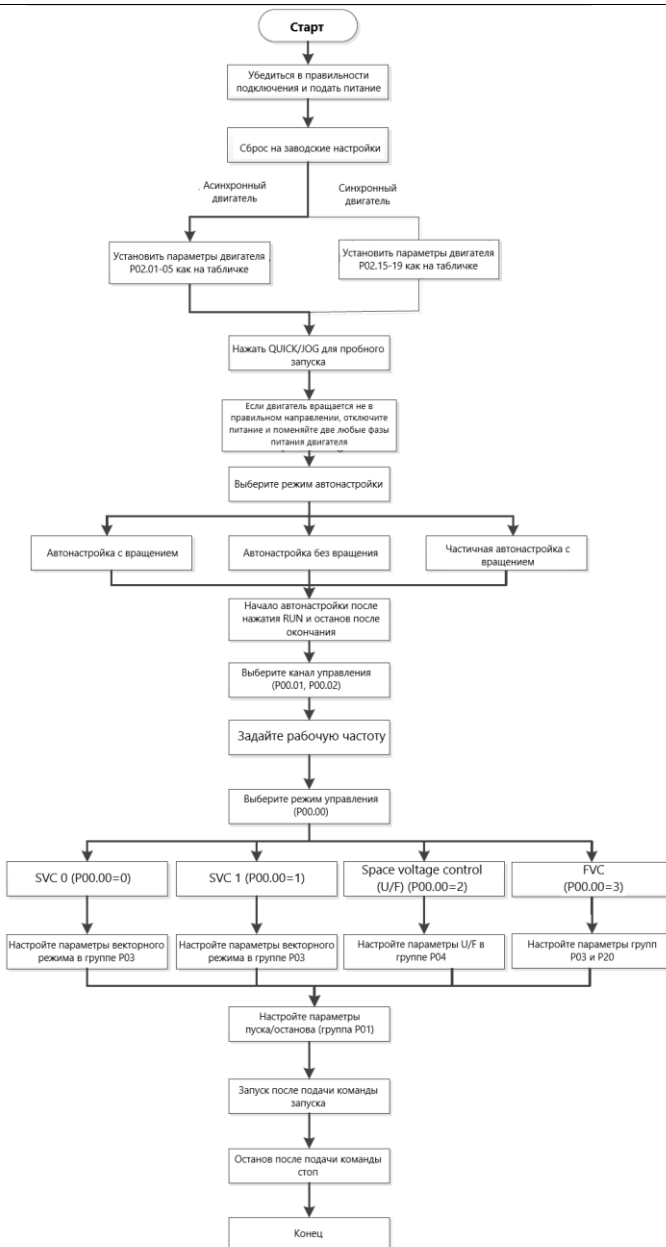 Старт
Убедиться в правильности
подключения и подать питание
Сброс на заводские настройки
Асинхронный
двигатель
Синхронный
двигатель
Установить параметры двигателя
P02.01-05 как на табличке
Установить параметры двигателя
P02.15-19 как на табличке
Нажать QUICK/JOG для пробного
запуска
Если двигатель вращается не в
правильном направлении, отключите
питание и поменяйте две любые фазы
питания двигателя
Выберите режим автонастройки
Автонастройка с вращением
Автонастройка без вращения
Частичная автонастройка с
вращением
Начало автонастройки после
нажатия RUN и останов после
окончания
Выберите канал управления
(P00.01, P00.02)
Задайте рабочую частоту
Выберите режим управления
(P00.00)
SVC 0 (P00.00=0)
SVC 1 (P00.00=1)
Space voltage control
(U/F) (P00.00=2)
FVC
(P00.00=3)
Настройте параметры векторного
режима в группе P03
Настройте параметры векторного
режима в группе P03
Настройте параметры U/F в
группе P04
Настройте параметры групп
P03 и P20
Настройте параметры
пуска/останова (группа P01)
Запуск после подачи команды
запуска
Останов после подачи команды
стоп
Конец